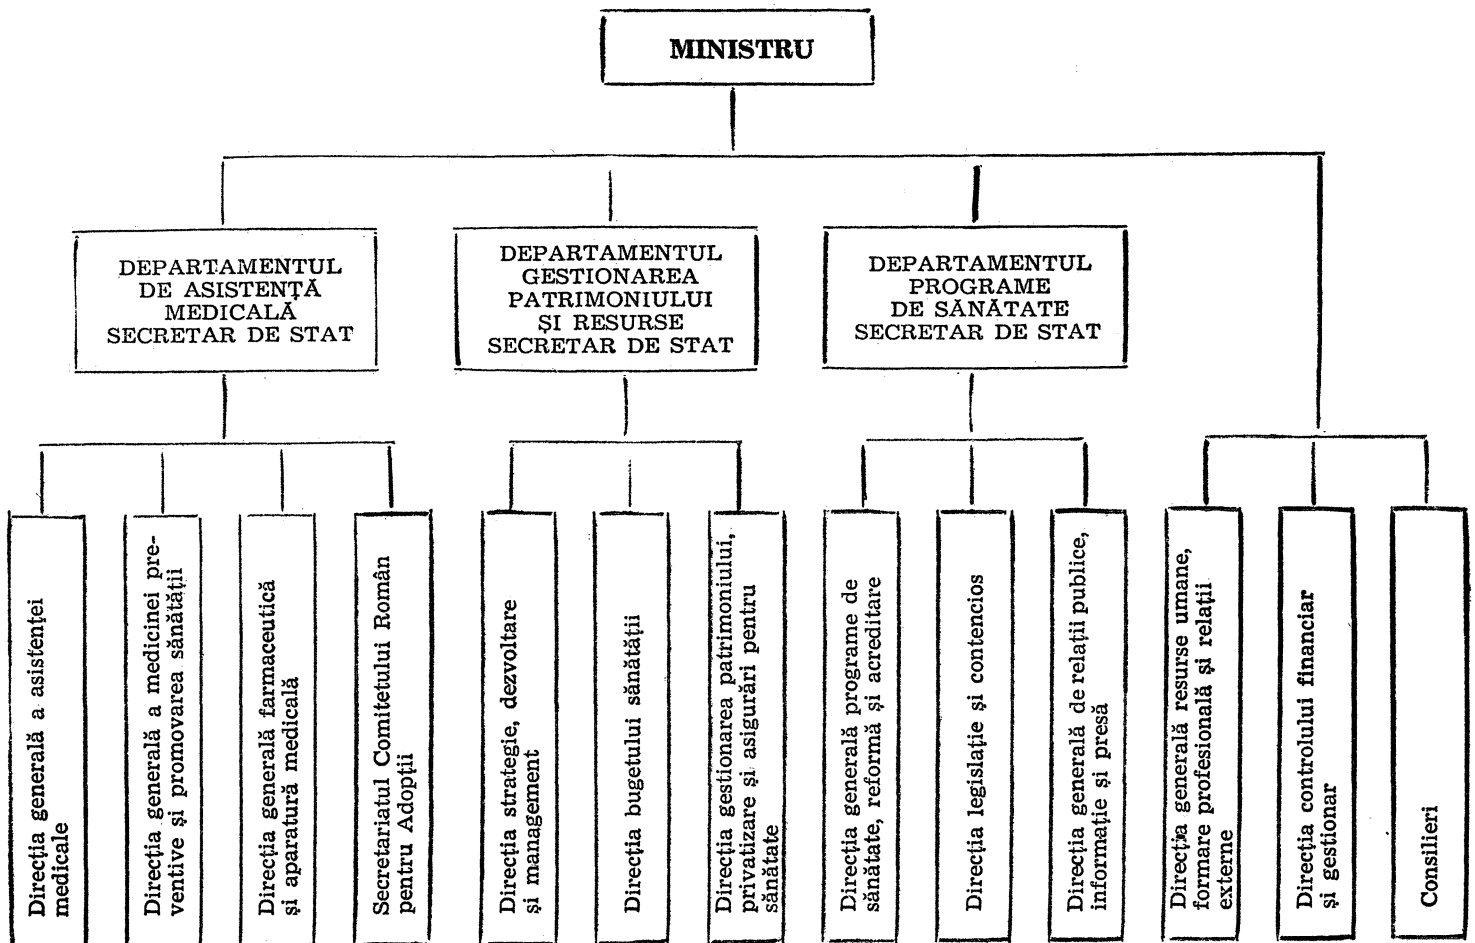 MINISTRU
DEPARTAMENTUL
DE ASISTENȚĂ
MEDICALĂ
SECRETAR DE STAT
DEPARTAMENTUL
GESTIONAREA
PATRIMONIULUI
ȘI RESURSE
SECRETAR DE STAT
DEPARTAMENTUL
PROGRAME
DE SĂNĂTATE
SECRETAR DE STAT
Direcția generală a asistenței
medicale
Direcția generală a medicinei pre-
ventive și promovarea sănătății
Direcția generală farmaceutică
și aparatură medicală
Secretariatul Comitetului Român
pentru Adopții
Direcția strategie, dezvoltare
și management
Direcția bugetului sănătății
Direcția gestionarea patrimoniului,
privatizare și asigurări pentru
sănătate
Direcția generală programe de
sănătate, reformă și acreditare
Direcția legislație și contencios
Direcția generală de relații publice,
informație și presă
Direcția generală resurse umane,
formare profesională și relații
externe
Direcția controlului financiar
și gestionar
Consilieri